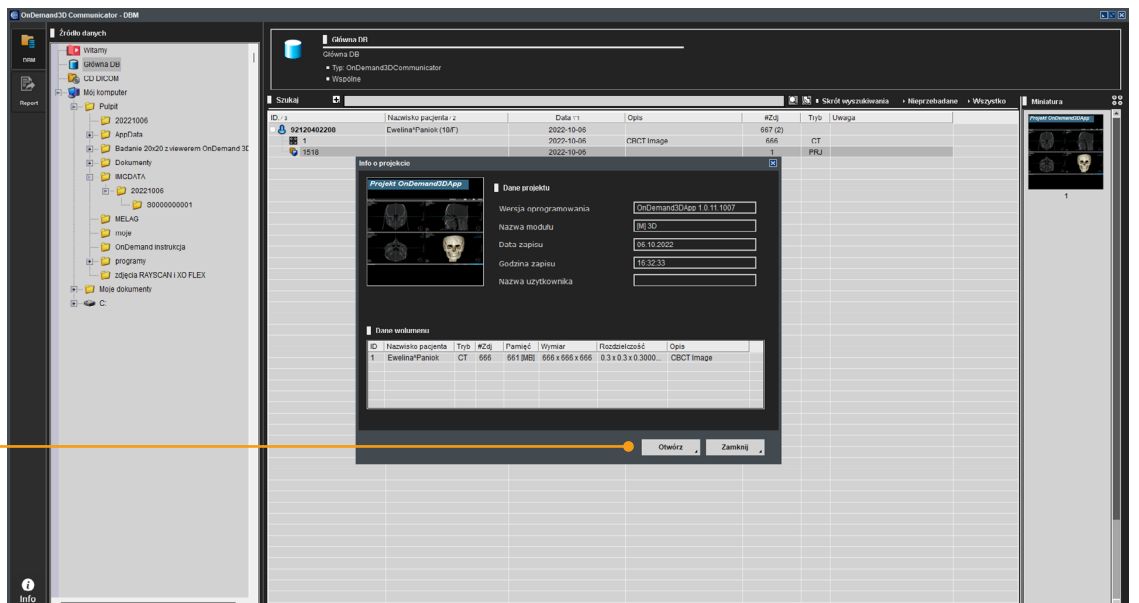 OnDemand3D Communicator - DBM
DBM
Report
Info
Źródło danych
Witamy
Główna DB
CD DICOM
Mój komputer
Pulpit
20221006
AppData
Badanie 20x20 z viewerem OnDemand 3D
Dokumenty
IMCDATA
20221006
S0000000001
MELAG
moje
OnDemand instrukcja
programy
zdjęcia RAYSCAN i XO FLEX
Moje dokumenty
C:
Główna DB
Główna DB
Typ: OnDemand3DCommunicator
Wspólne
Szukaj
Skrót wyszukiwania Nieprzebadane Wszystko
ID / 3 Nazwisko pacjenta / 2 Data #Zdj Tryb Opis Uwaga
92120402208 Ewelina^Paniok (18/F) 2022-10-06 667 (2)
1 2022-10-06 CBCT Image 666 CT
1518 2022-10-06 1 PRJ
Miniatura
Projekt OnDemand3DApp
1
Info o projekcie
Projekt OnDemand3DApp
Dane projektu
Wersja oprogramowania OnDemand3DApp 1.0.11.1007
Nazwa modułu [M] 3D
Data zapisu 06.10.2022
Godzina zapisu 16:32:33
Nazwa użytkownika
Dane wolumenu
ID Nazwisko pacjenta Tryb #Zdj Pamięć Wymiar Rozdzielczość Opis
1 Ewelina^Paniok CT 666 661 [MB] 666 x 666 x 666 0.3 x 0.3 x 0.3000... CBCT Image
Otwórz Zamknij